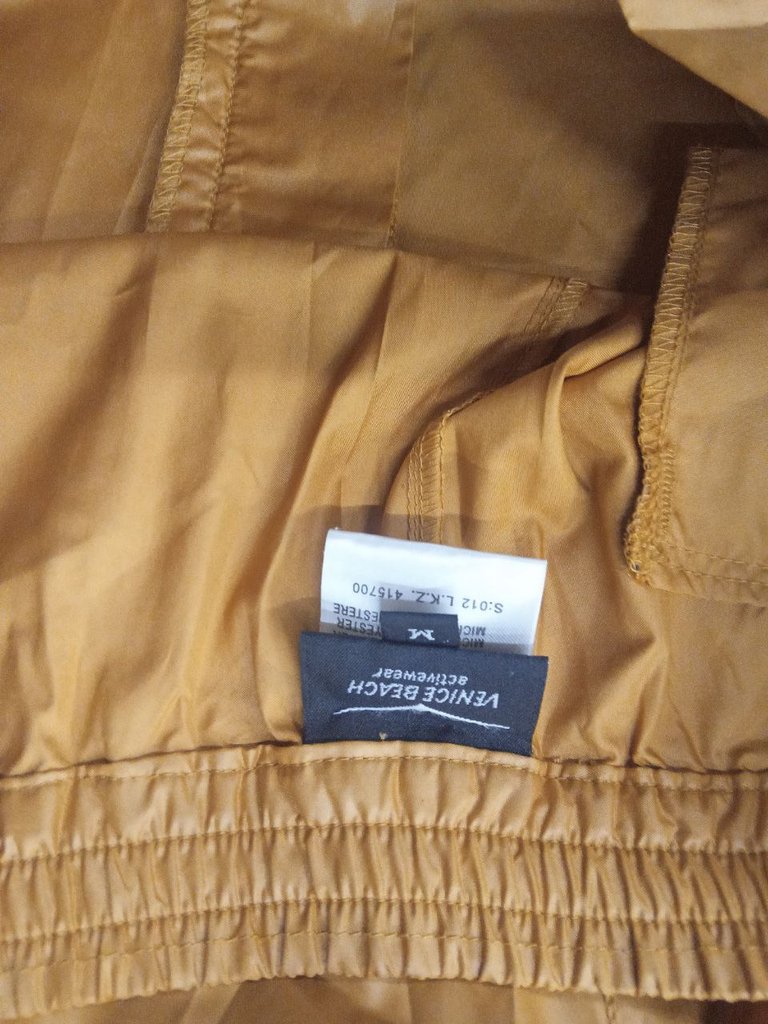 VENICE BEACH
activewear
M
S:012 L.K.Z. 415700